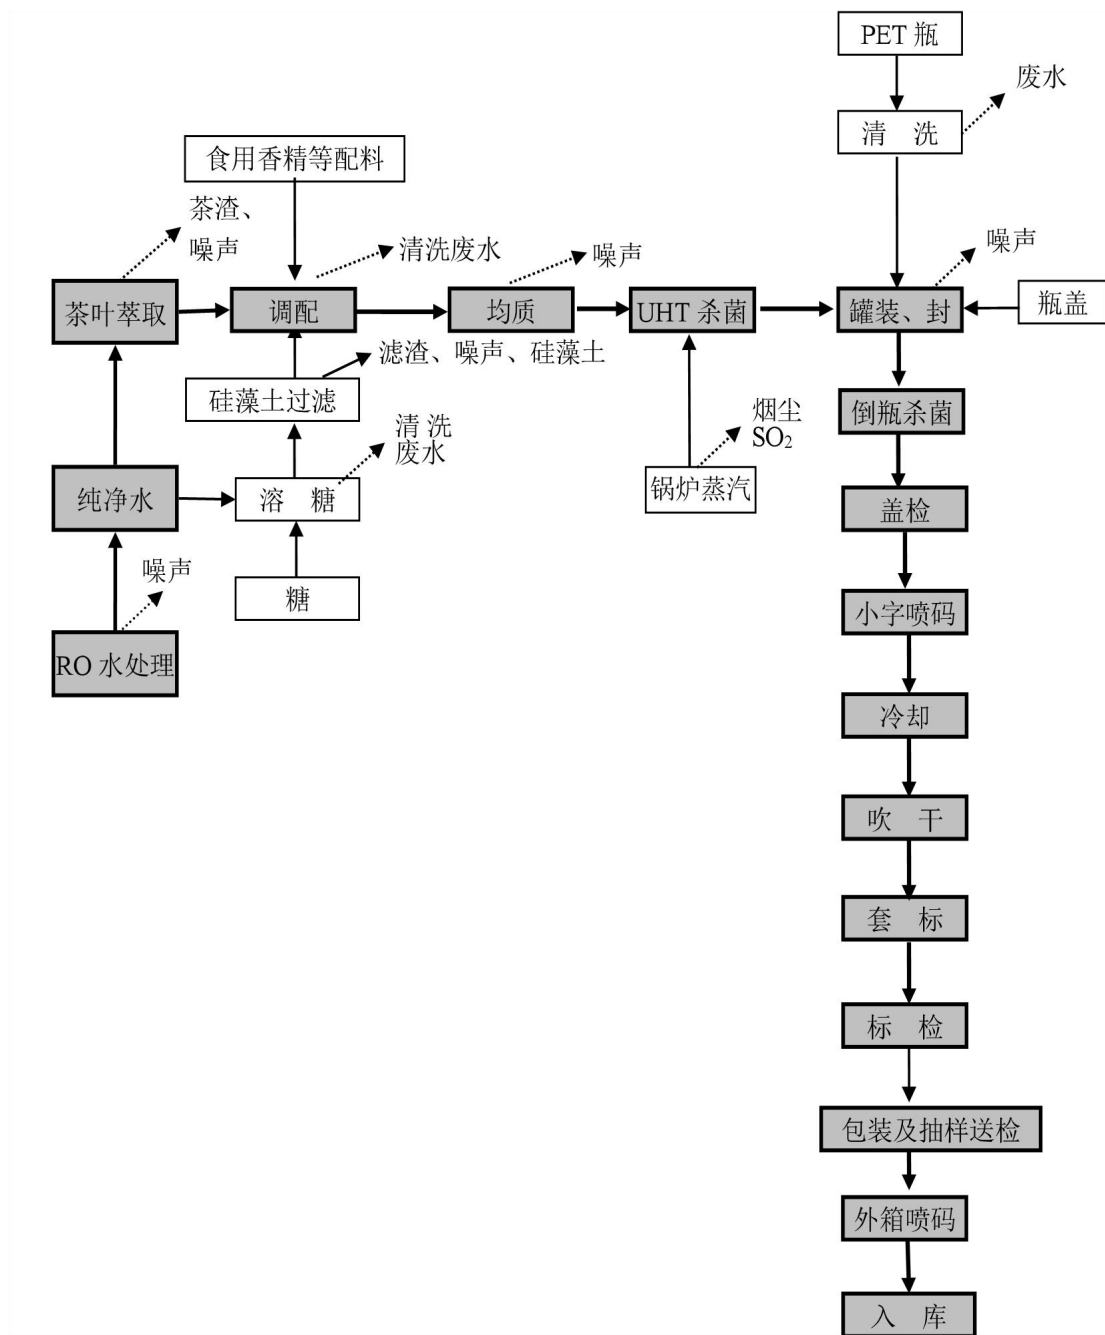 PET 瓶
废水
清 洗
食用香精等配料
茶渣、
噪声
清洗废水
噪声
噪声
茶叶萃取
调配
均质
UHT 杀菌
罐装、封
瓶盖
滤渣、噪声、硅藻土
硅藻土过滤
倒瓶杀菌
清 洗
废水
烟尘
SO₂
纯净水
溶 糖
锅炉蒸汽
盖检
噪声
糖
小字喷码
RO 水处理
冷却
吹 干
套 标
标 检
包装及抽样送检
外箱喷码
入 库